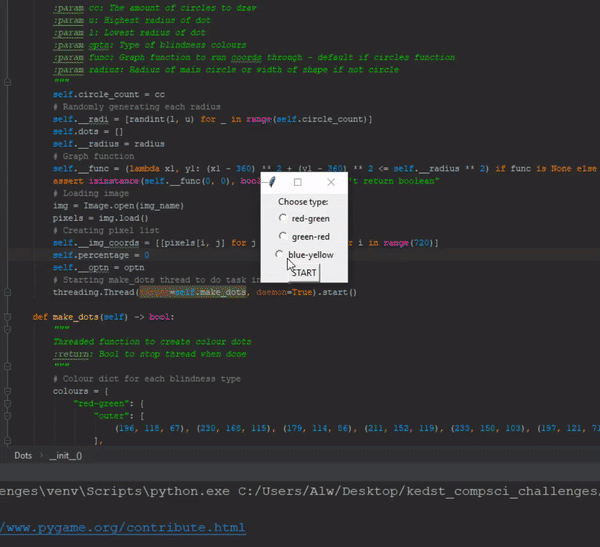 :param cc: The amount of circles to draw
:param u: Highest radius of dot
:param l: Lowest radius of dot
:param optn: Type of blindness colours
:param func: Graph function to run coords through - default if circles function
:param radius: Radius of main circle or width of shape if not circle
"""
self.circle_count = cc
# Randomly generating each radius
self.__radi = [randint(l, u) for _ in range(self.circle_count)]
self.dots = []
self.__radius = radius
# Graph function
self.__func = (lambda x1, y1: (x1 - 360) ** 2 + (y1 - 360) ** 2 <= self.__radius ** 2) if func is None else
assert isinstance(self.__func(0, 0), 't return boolean"
# Loading image
img = Image.open(img_name)
pixels = img.load()
# Creating pixel list
self.__img_coords = [[pixels[i, j] for j r i in range(720)]
self.percentage = 0
self.__optn = optn
# Starting make_dots thread to do task in
threading.Thread(target=self.make_dots, daemon=True).start()
Choose type:
red-green
green-red
blue-yellow
START
def make_dots(self) -> bool:
"""
Threaded function to create colour dots
:return: Bool to stop thread when done
"""
# Colour dict for each blindness type
colours = {
"red-green": {
"outer": [
(196, 118, 67), (230, 168, 115), (179, 114, 86), (211, 152, 119), (235, 150, 103), (197, 121, 71
],
Dots › __init__()
enges\venv\Scripts\python.exe C:/Users/Alw/Desktop/kedst_compsci_challenges/
/www.pygame.org/contribute.html